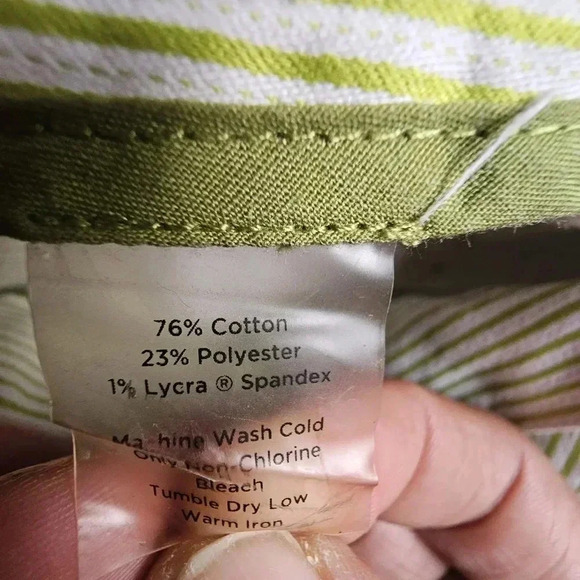 76% Cotton
23% Polyester
1% Lycra ® Spandex
Machine Wash Cold
Only Non-Chlorine
Bleach
Tumble Dry Low
Warm Iron